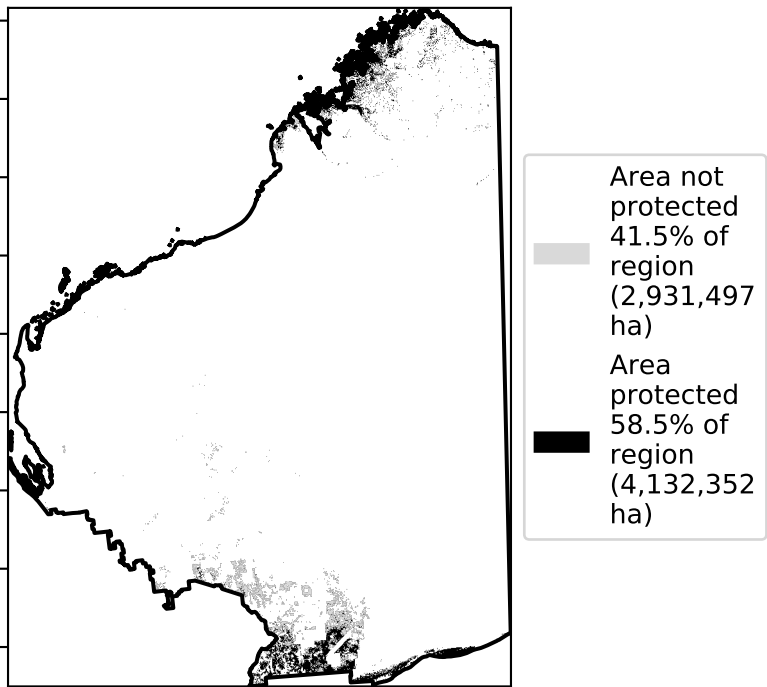 Area not
protected
41.5% of
region
(2,931,497
ha)
Area
protected
58.5% of
region
(4,132,352
ha)